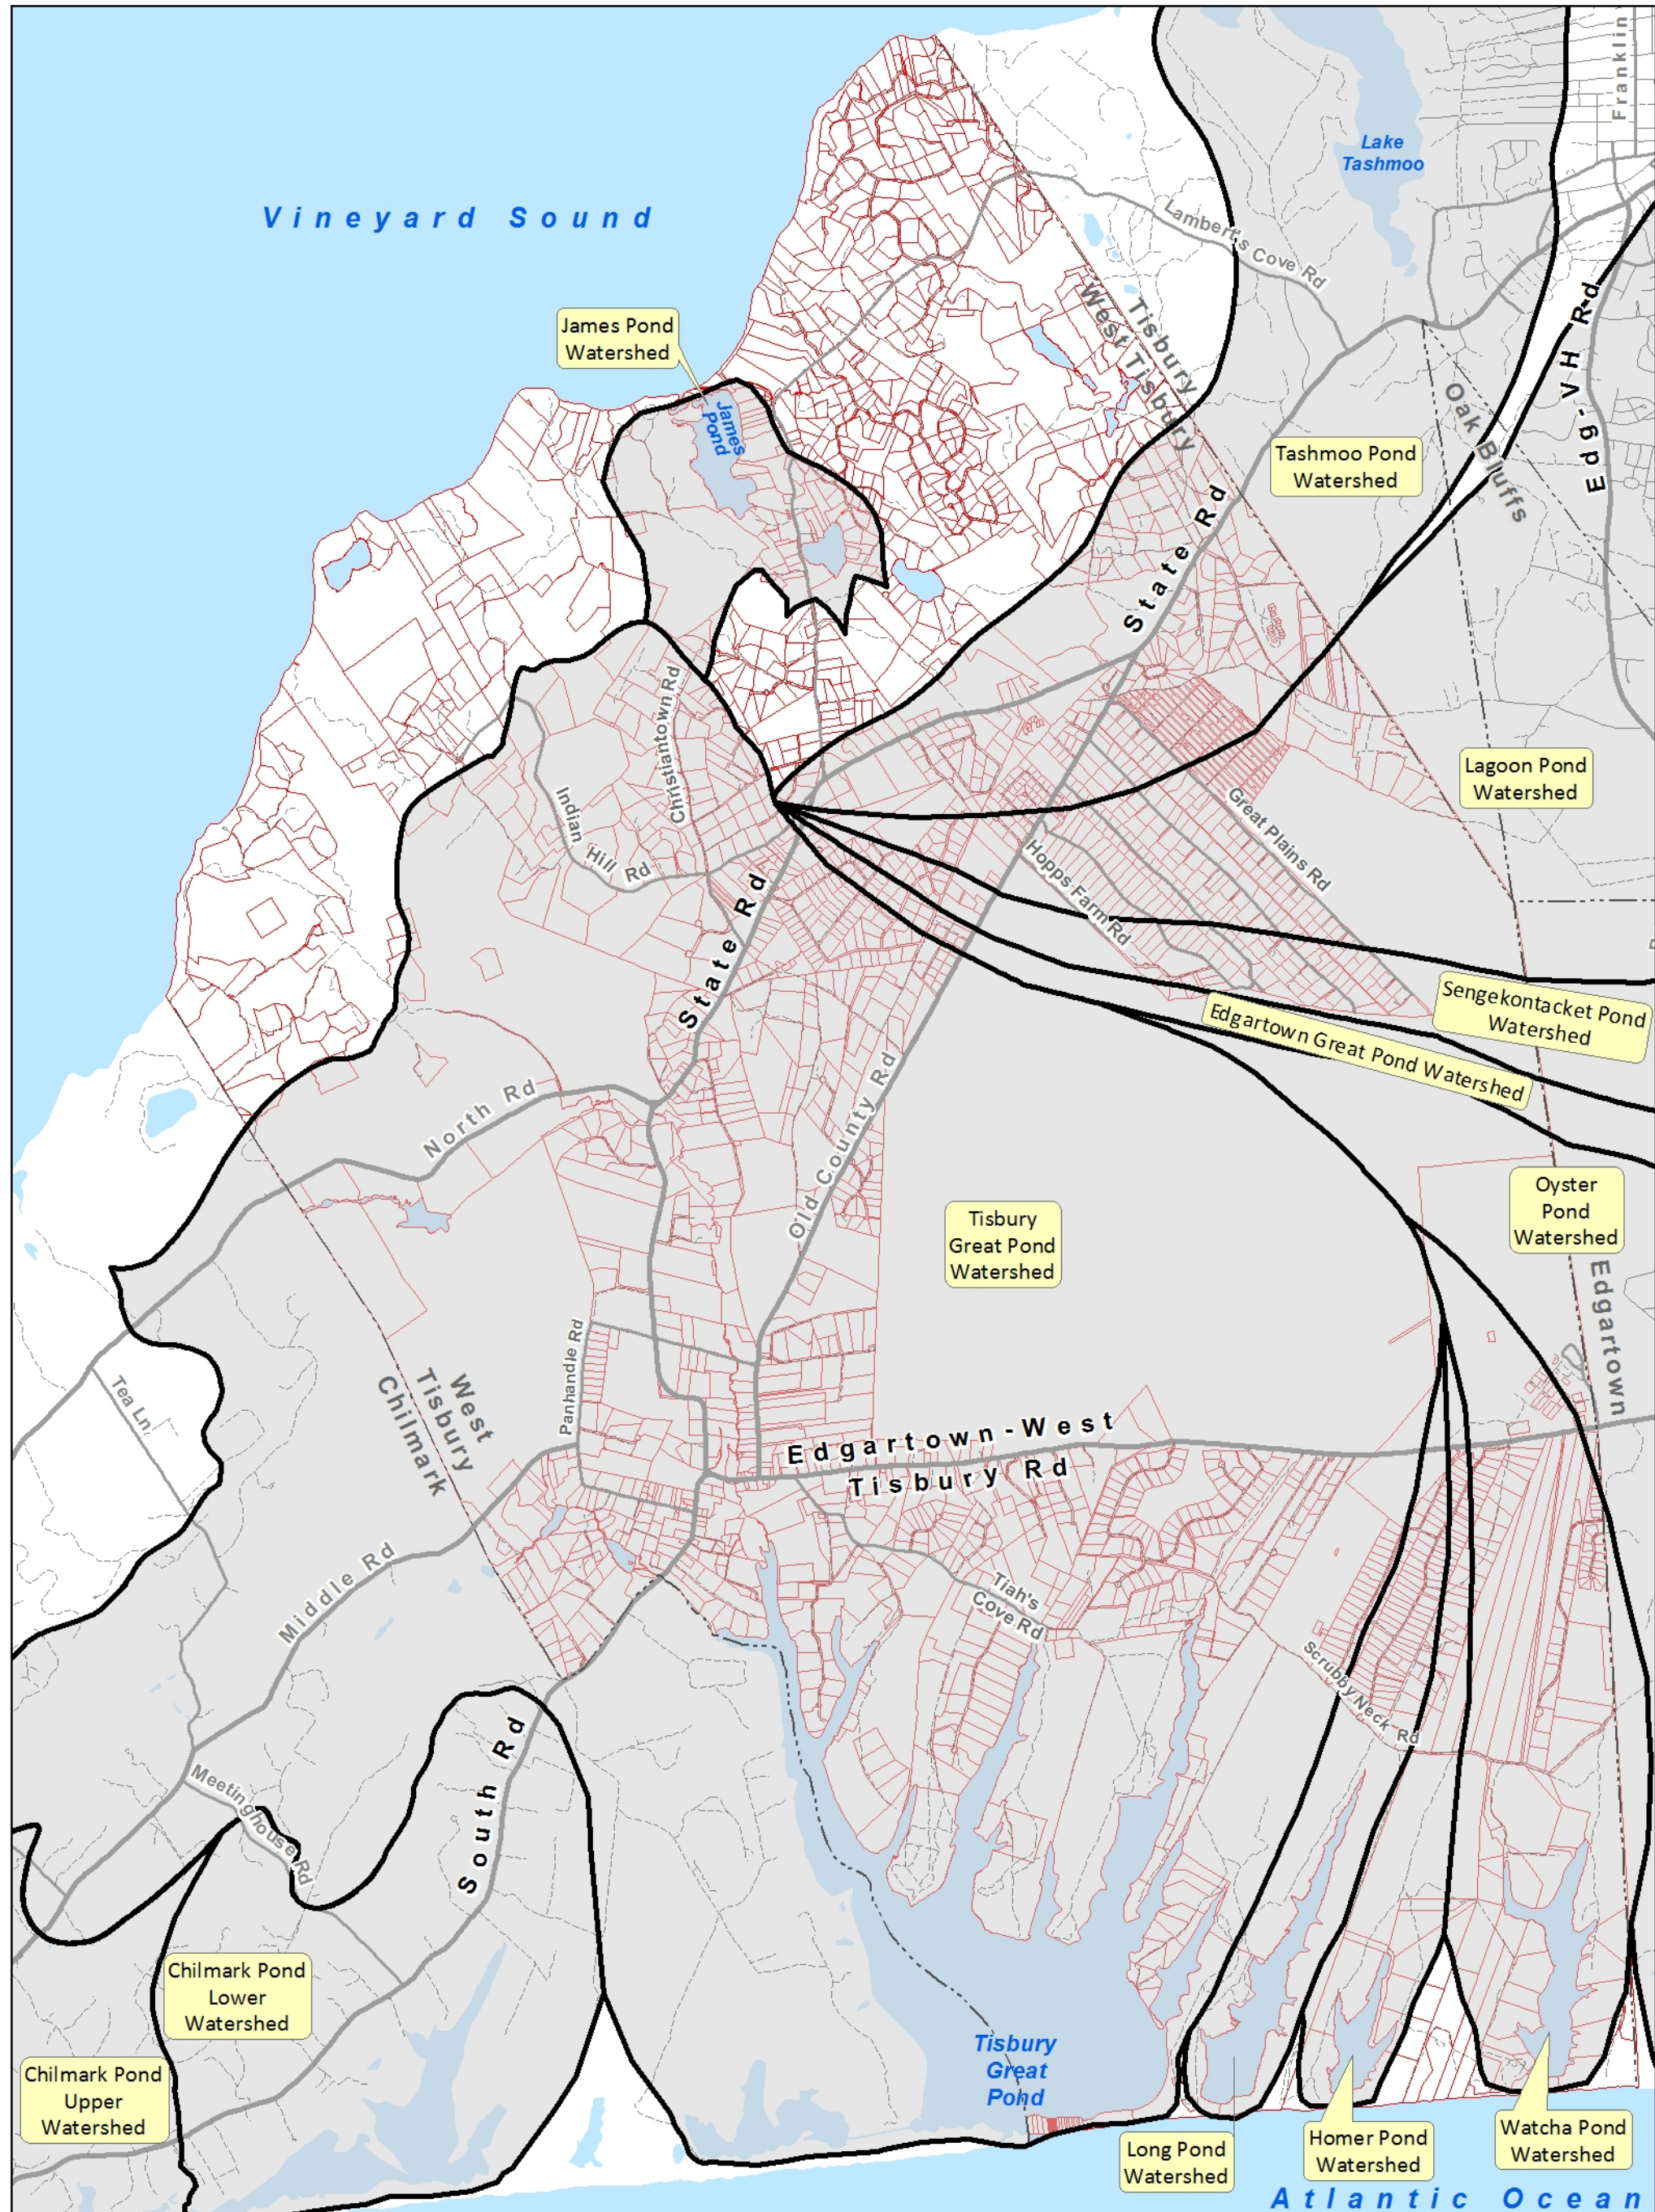 Franklin
Lake
Tashmoo
Vineyard Sound
Lambert's Cove Rd
Tisbury
West Tisbury
James Pond
Watershed
James
Pond
Edg-VH Rd
Oak Bluffs
Tashmoo Pond
Watershed
State Rd
Christiantown Rd
Lagoon Pond
Watershed
Indian
Hill Rd
Great Plains Rd
Hopps Farm Rd
State Rd
Sengekontacket Pond
Watershed
Edgartown Great Pond Watershed
North Rd
Old County Rd
Oyster
Pond
Watershed
Tisbury
Great Pond
Watershed
Edgartown
Panhandle Rd
Tea Ln
West
Tisbury
Chilmark
Edgartown-West
Tisbury Rd
Middle Rd
Tiah's
Cove Rd
Scrubby Neck Rd
South Rd
Meetinghouse Rd
Chilmark Pond
Lower
Watershed
Chilmark Pond
Upper
Watershed
Tisbury
Great
Pond
Long Pond
Watershed
Homer Pond
Watershed
Watcha Pond
Watershed
Atlantic Ocean